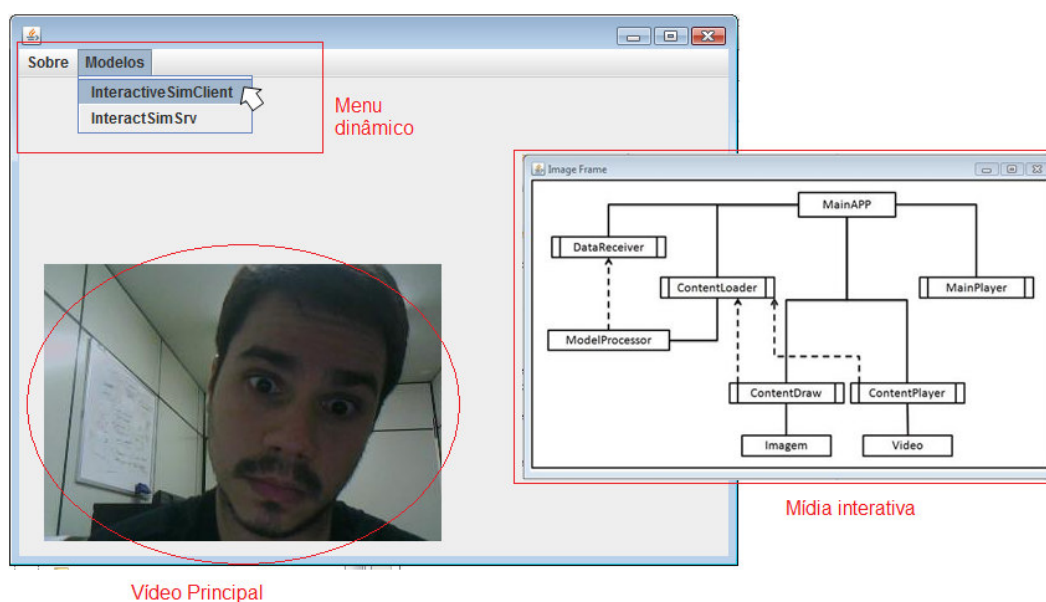 Sobre Modelos
InteractiveSimClient
InteractSimSrv
Menu
dinâmico
Image Frame
MainAPP
DataReceiver
ContentLoader
MainPlayer
ModelProcessor
ContentDraw
ContentPlayer
Imagem
Video
Mídia interativa
Vídeo Principal